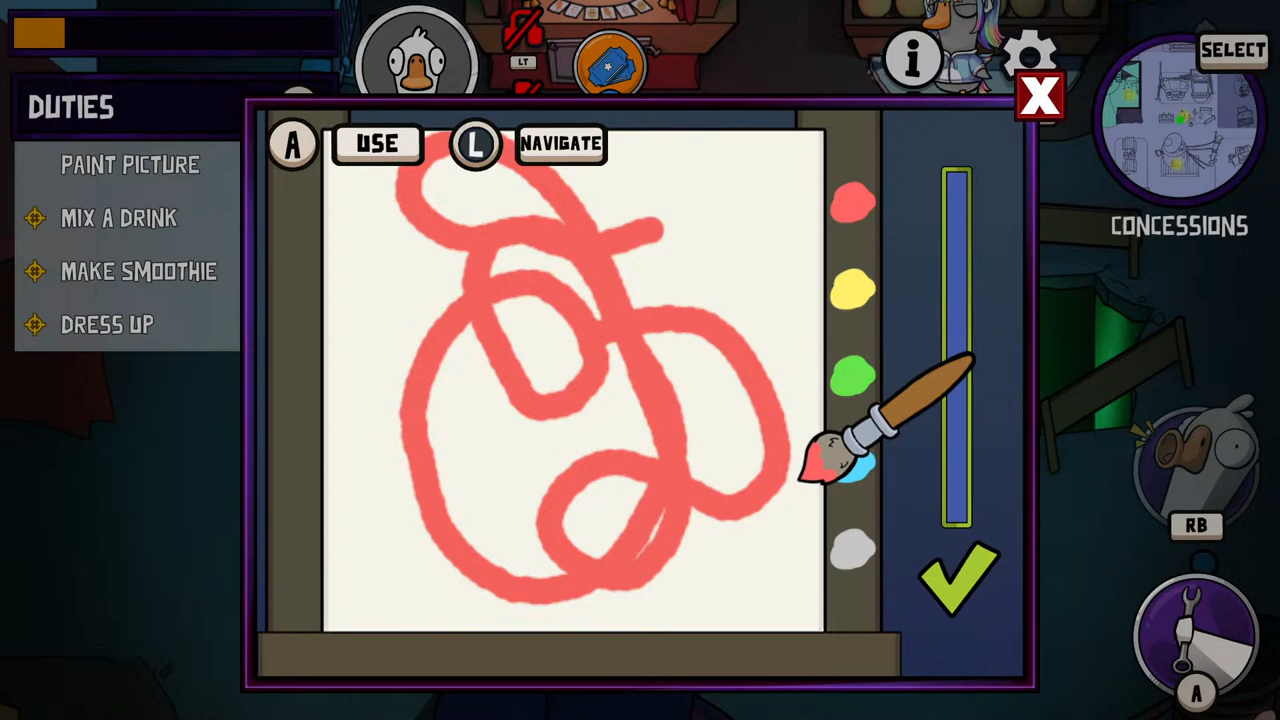 DUTIES
PAINT PICTURE
MIX A DRINK
MAKE SMOOTHIE
DRESS UP
LT
A
USE
L
NAVIGATE
i
X
SELECT
CONCESSIONS
RB
A